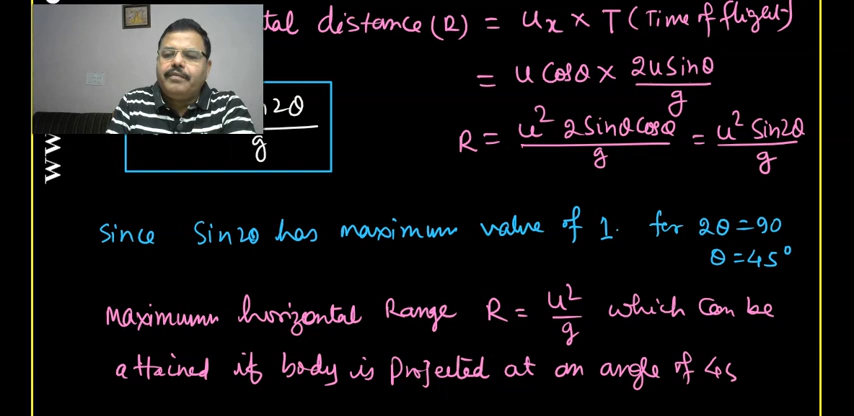 tal distance (R) = ux × T (Time of flight)
= u Cosθ × 2u Sinθ / g
R = u² 2 Sinθ Cosθ / g = u² Sin2θ / g
n2θ / g
WW
Since Sin2θ has maximum value of 1. for 2θ = 90
θ = 45°
Maximum horizontal Range R = u² / g which can be
attained if body is Projected at an angle of 45